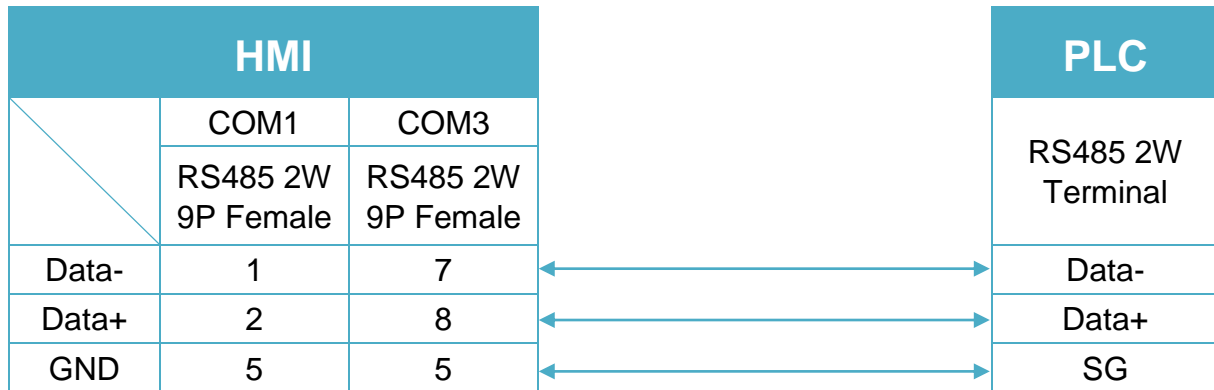 HMI
PLC
COM1 COM3
RS485 2W
9P Female
RS485 2W
9P Female
RS485 2W
Terminal
Data- 1 7 Data-
Data+ 2 8 Data+
GND 5 5 SG